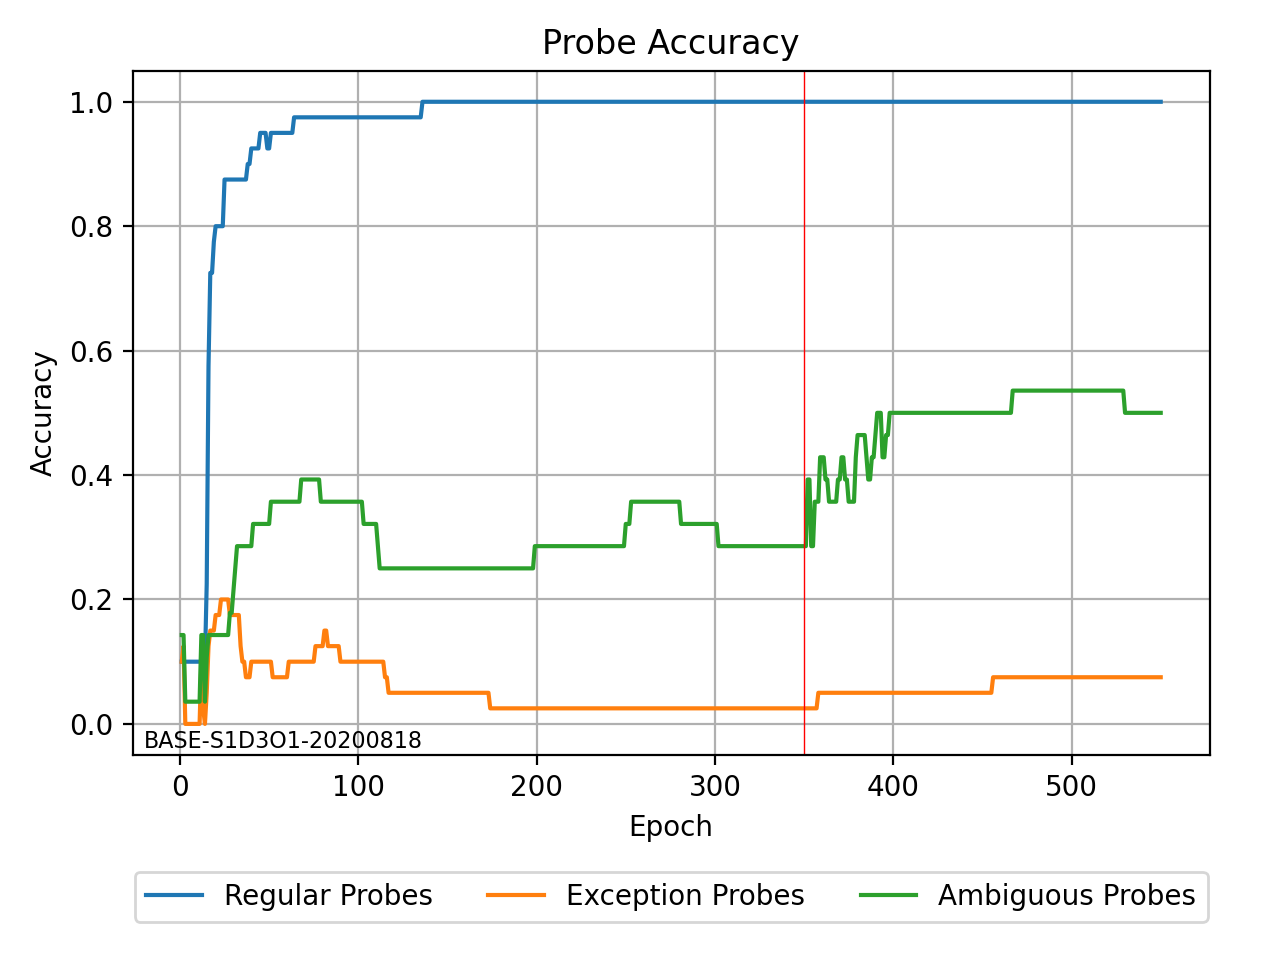 Probe Accuracy
1.0
0.8
0.6
0.4
0.2
0.0
Accuracy
BASE-S1D3O1-20200818
0 100 200 300 400 500
Epoch
Regular Probes Exception Probes Ambiguous Probes